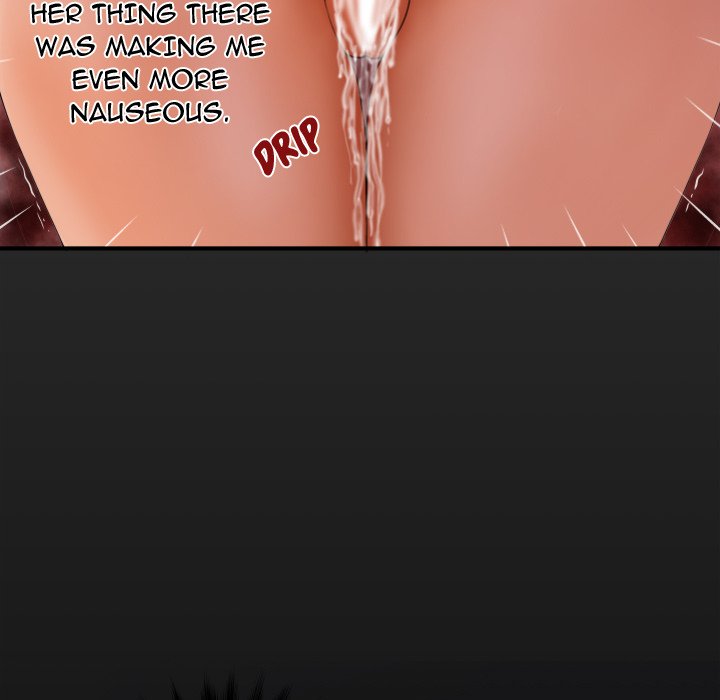 HER THING THERE
WAS MAKING ME
EVEN MORE
NAUSEOUS.
DRIP